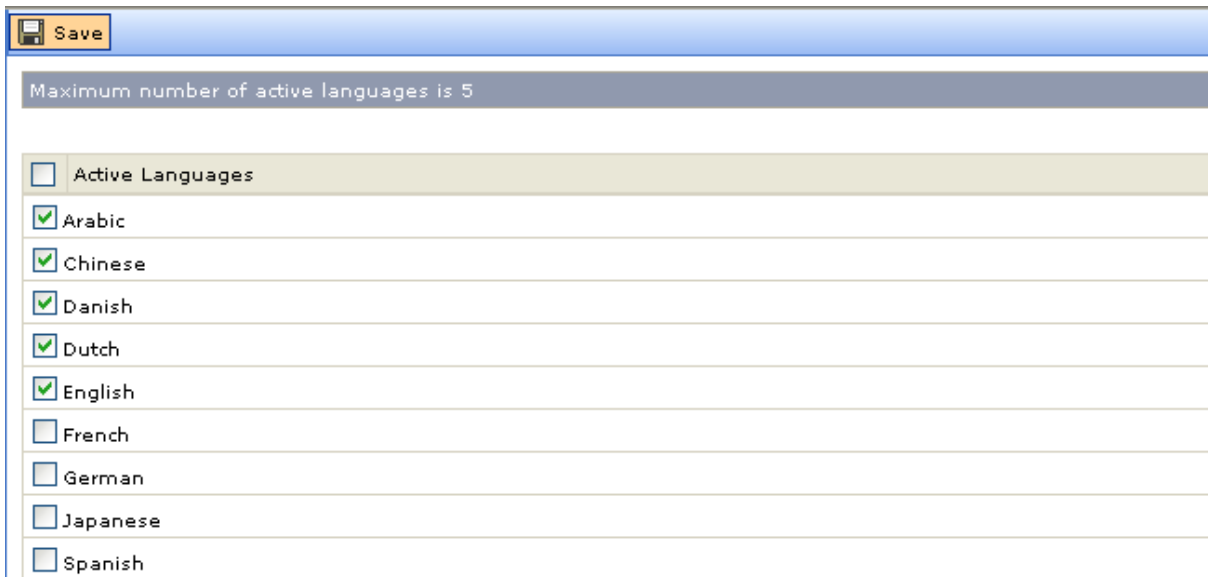 Save
Maximum number of active languages is 5
Active Languages
Arabic
Chinese
Danish
Dutch
English
French
German
Japanese
Spanish